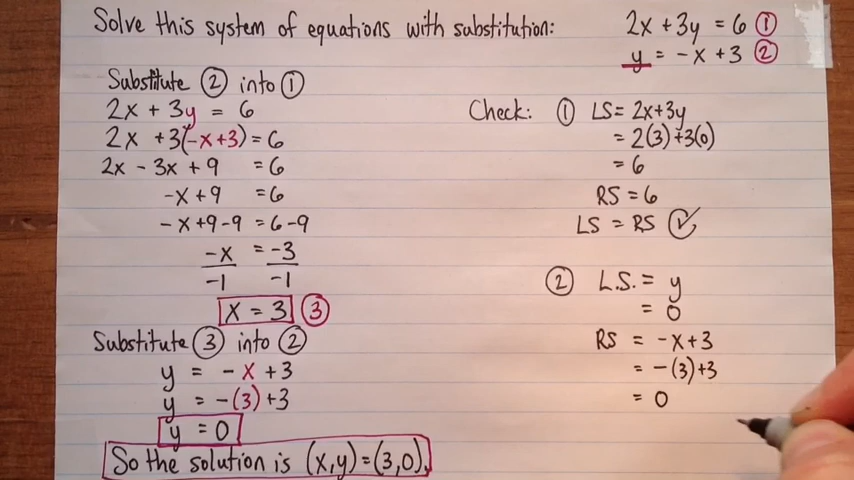 Solve this system of equations with substitution:
2x + 3y = 6 ①
y = -x + 3 ②
Substitute ② into ①
2x + 3y = 6
2x + 3(-x+3) = 6
2x - 3x + 9 = 6
-x + 9 = 6
-x + 9 - 9 = 6 - 9
-x = -3
-1 -1
x = 3 ③
Substitute ③ into ②
y = -x + 3
y = -(3) + 3
y = 0
So the solution is (x,y) = (3,0).
Check: ① LS = 2x+3y
= 2(3)+3(0)
= 6
RS = 6
LS = RS ✓
② L.S. = y
= 0
RS = -x+3
= -(3)+3
= 0